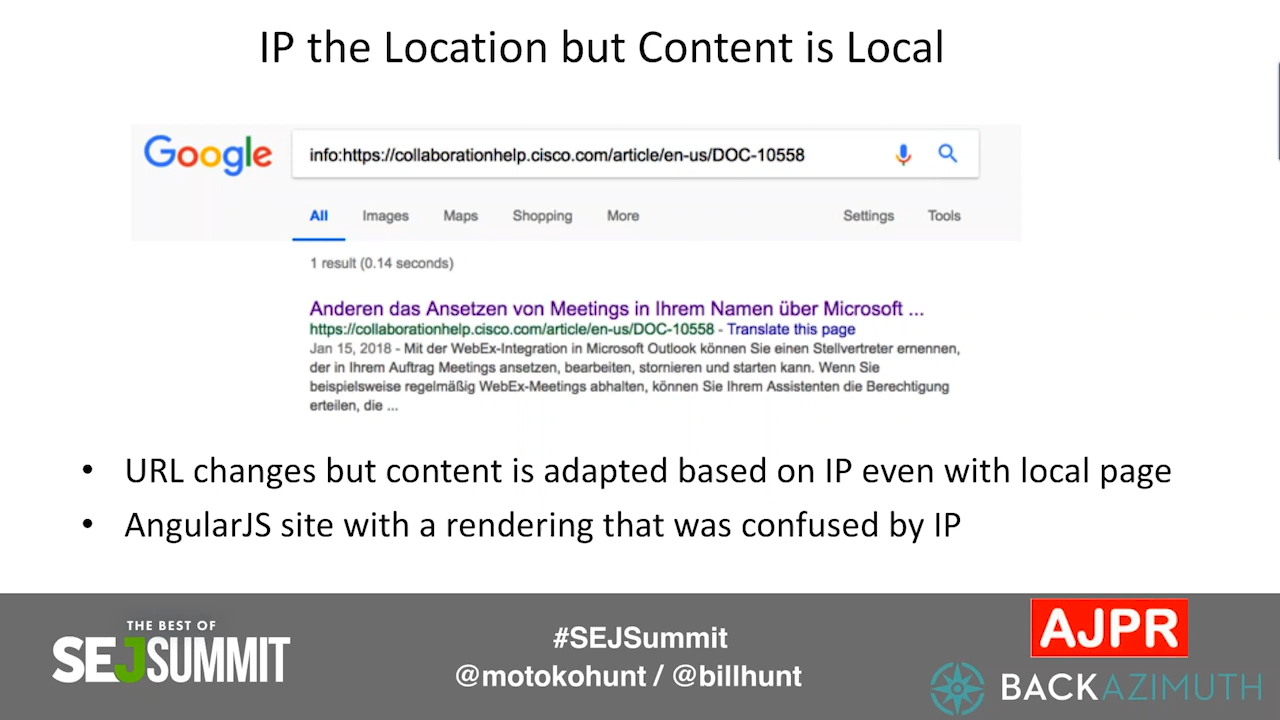 IP the Location but Content is Local
Google
info:https://collaborationhelp.cisco.com/article/en-us/DOC-10558
All Images Maps Shopping More Settings Tools
1 result (0.14 seconds)
Anderen das Ansetzen von Meetings in Ihrem Namen über Microsoft ...
https://collaborationhelp.cisco.com/article/en-us/DOC-10558 - Translate this page
Jan 15, 2018 - Mit der WebEx-Integration in Microsoft Outlook können Sie einen Stellvertreter ernennen,
der in Ihrem Auftrag Meetings ansetzen, bearbeiten, stornieren und starten kann. Wenn Sie
beispielsweise regelmäßig WebEx-Meetings abhalten, können Sie Ihrem Assistenten die Berechtigung
erteilen, die ...
• URL changes but content is adapted based on IP even with local page
• AngularJS site with a rendering that was confused by IP
THE BEST OF
SEJSUMMIT
#SEJSummit
@motokohunt / @billhunt
AJPR
BACKAZIMUTH